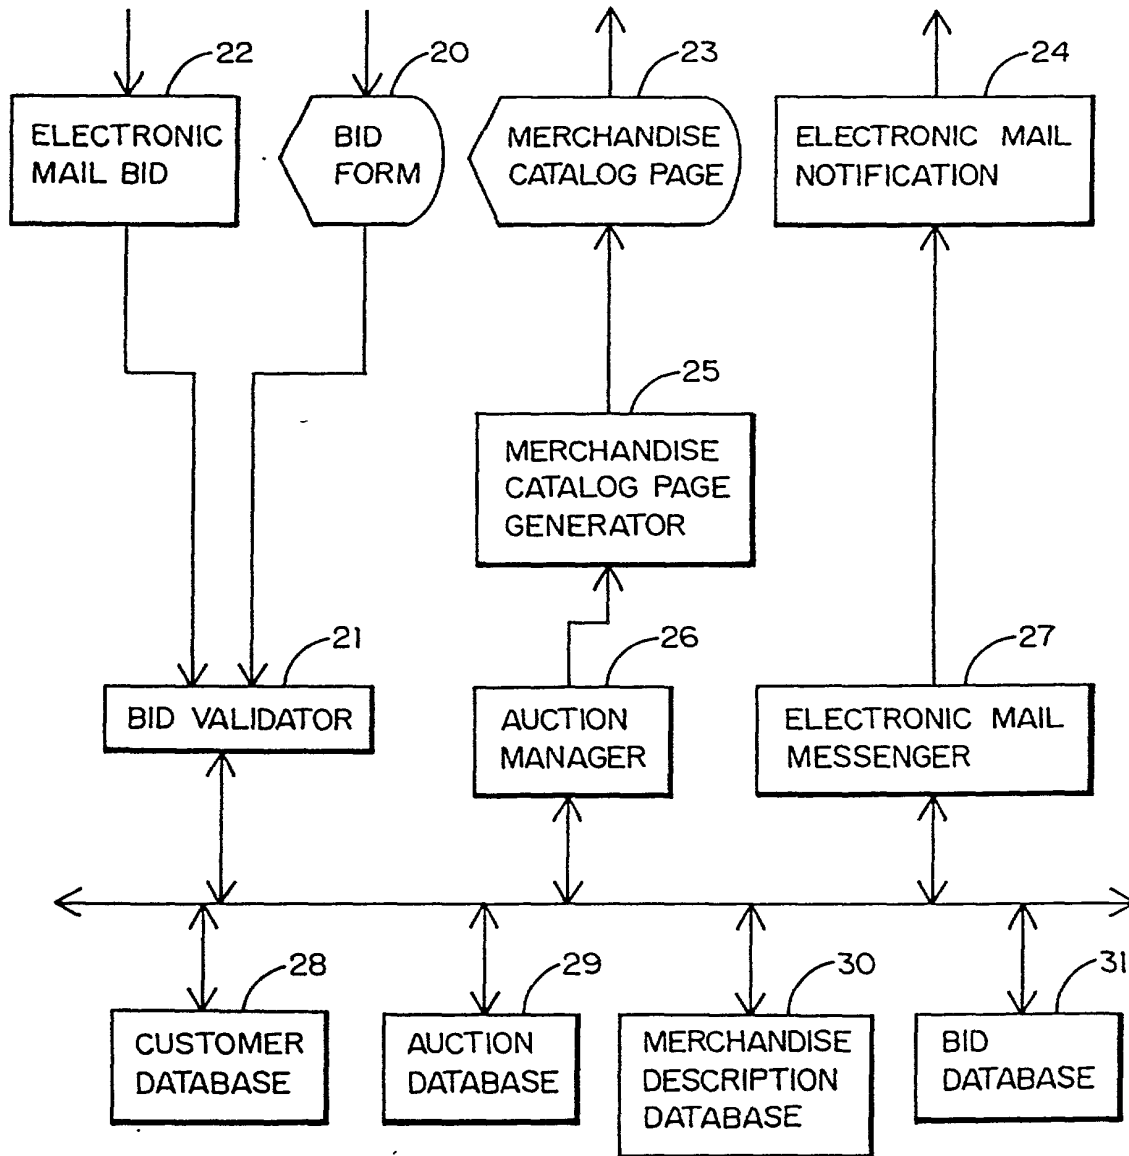 22
20
23
24
ELECTRONIC
MAIL BID
BID
FORM
MERCHANDISE
CATALOG PAGE
ELECTRONIC MAIL
NOTIFICATION
25
MERCHANDISE
CATALOG PAGE
GENERATOR
21
26
27
BID VALIDATOR
AUCTION
MANAGER
ELECTRONIC MAIL
MESSENGER
28
29
30
31
CUSTOMER
DATABASE
AUCTION
DATABASE
MERCHANDISE
DESCRIPTION
DATABASE
BID
DATABASE